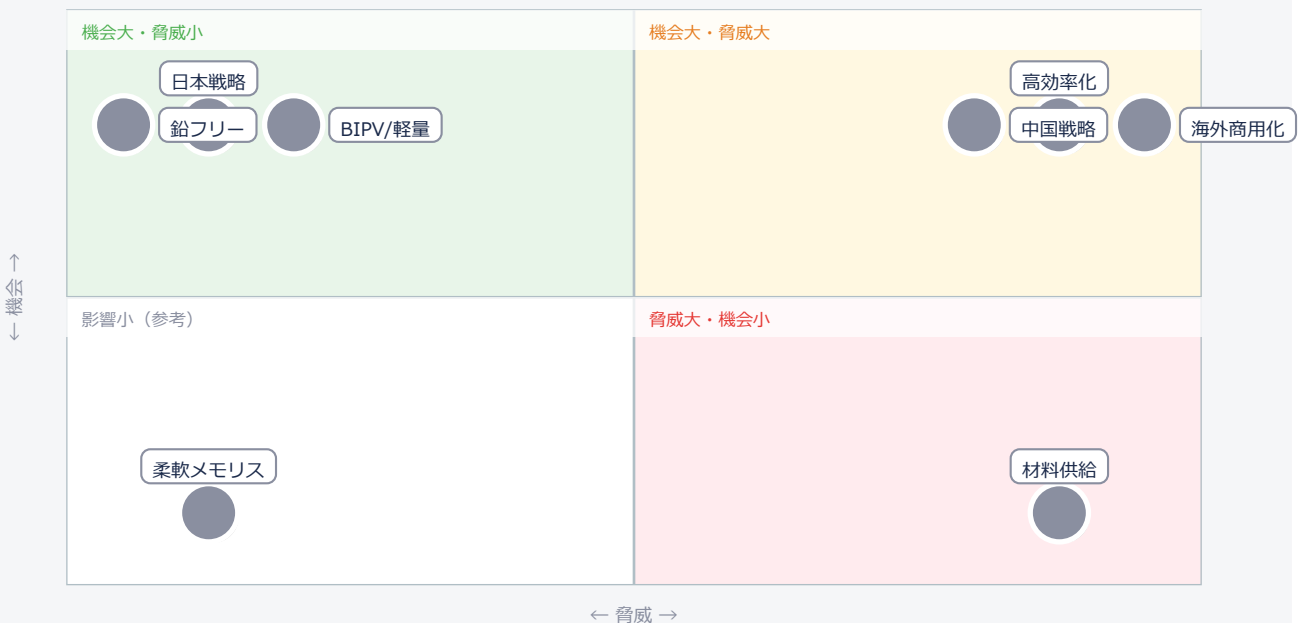 機会大・脅威小
機会大・脅威大
日本戦略
高効率化
鉛フリー
BIPV/軽量
中国戦略
海外商用化
← 機会 →
影響小（参考）
脅威大・機会小
柔軟メモリス
材料供給
← 脅威 →